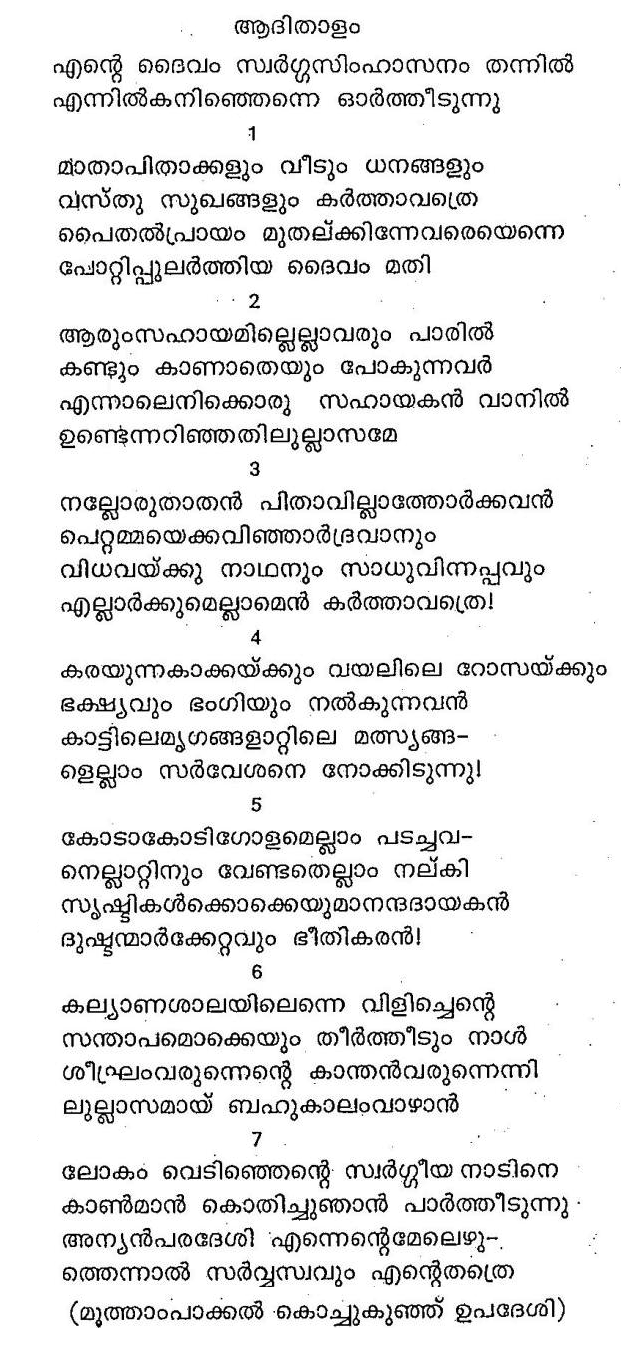 ആദിതാളം
എന്റെ ദൈവം സ്വർഗ്ഗസിംഹാസനം തന്നിൽ
എന്നിൽകനിഞ്ഞെന്നെ ഓർത്തീടുന്നു
1
മാതാപിതാക്കളും വീടും ധനങ്ങളും
വസ്തു സുഖങ്ങളും കർത്താവത്രെ
പൈതൽപ്രായം മുതല്ക്കിന്നേവരെയെന്നെ
പോറ്റിപ്പുലർത്തിയ ദൈവം മതി
2
ആരുംസഹായമില്ലെല്ലാവരും പാരിൽ
കണ്ടും കാണാതെയും പോകുന്നവർ
എന്നാലെനിക്കൊരു സഹായകൻ വാനിൽ
ഉണ്ടെന്നറിഞ്ഞതിലുല്ലാസമേ
3
നല്ലോരുതാതൻ പിതാവില്ലാത്തോർക്കവൻ
പെറ്റമ്മയെക്കവിഞ്ഞാർദ്രവാനും
വിധവയ്ക്കു നാഥനും സാധുവിന്നപ്പവും
എല്ലാർക്കുമെല്ലാമെൻ കർത്താവത്രെ!
4
കരയുന്നകാക്കയ്ക്കും വയലിലെ റോസയ്ക്കും
ഭക്ഷ്യവും ഭംഗിയും നൽകുന്നവൻ
കാട്ടിലെമൃഗങ്ങളാറ്റിലെ മത്സ്യങ്ങ-
ളെല്ലാം സർവേശനെ നോക്കിടുന്നു!
5
കോടാകോടിഗോളമെല്ലാം പടച്ചവ-
നെല്ലാറ്റിനും വേണ്ടതെല്ലാം നല്കി
സൃഷ്ടികൾക്കൊക്കെയുമാനന്ദദായകൻ
ദുഷ്ടന്മാർക്കേറ്റവും ഭീതികരൻ!
6
കല്യാണശാലയിലെന്നെ വിളിച്ചെന്റെ
സന്താപമൊക്കെയും തീർത്തീടും നാൾ
ശീഘ്രംവരുന്നെന്റെ കാന്തൻവരുന്നെന്നി
ലുല്ലാസമായ് ബഹുകാലംവാഴാൻ
7
ലോകം വെടിഞ്ഞെന്റെ സ്വർഗ്ഗീയ നാടിനെ
കാൺമാൻ കൊതിച്ചുഞാൻ പാർത്തീടുന്നു
അന്യൻപരദേശി എന്നെന്റെമേലെഴു-
ത്തെന്നാൽ സർവ്വസ്വവും എന്റെതത്രെ
(മൂത്താംപാക്കൽ കൊച്ചുകുഞ്ഞ് ഉപദേശി)